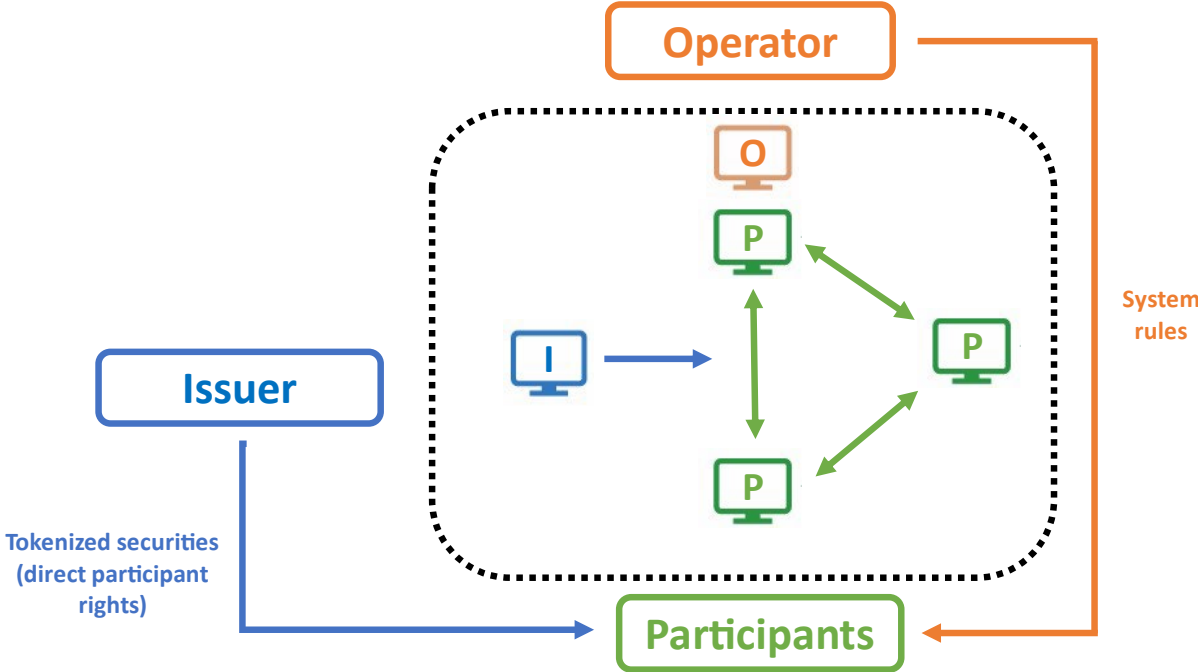 Operator
O
P
System
rules
P
I
Issuer
P
Tokenized securities
(direct participant
rights)
Participants